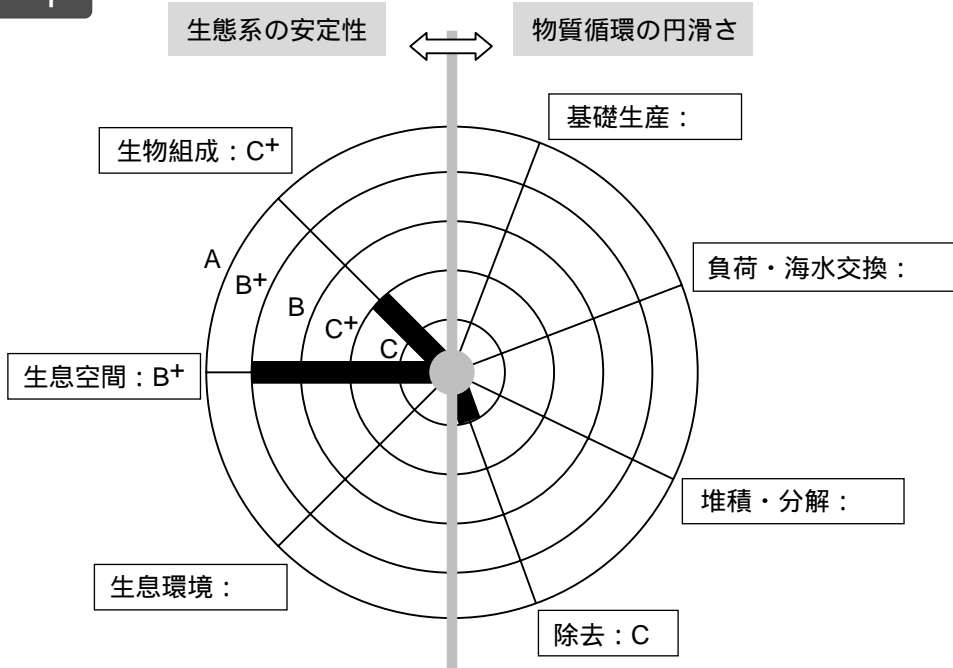 生態系の安定性
物質循環の円滑さ
基礎生産：
生物組成：C+
負荷・海水交換：
A
B+
B
C+
C
生息空間：B+
堆積・分解：
生息環境：
除去：C